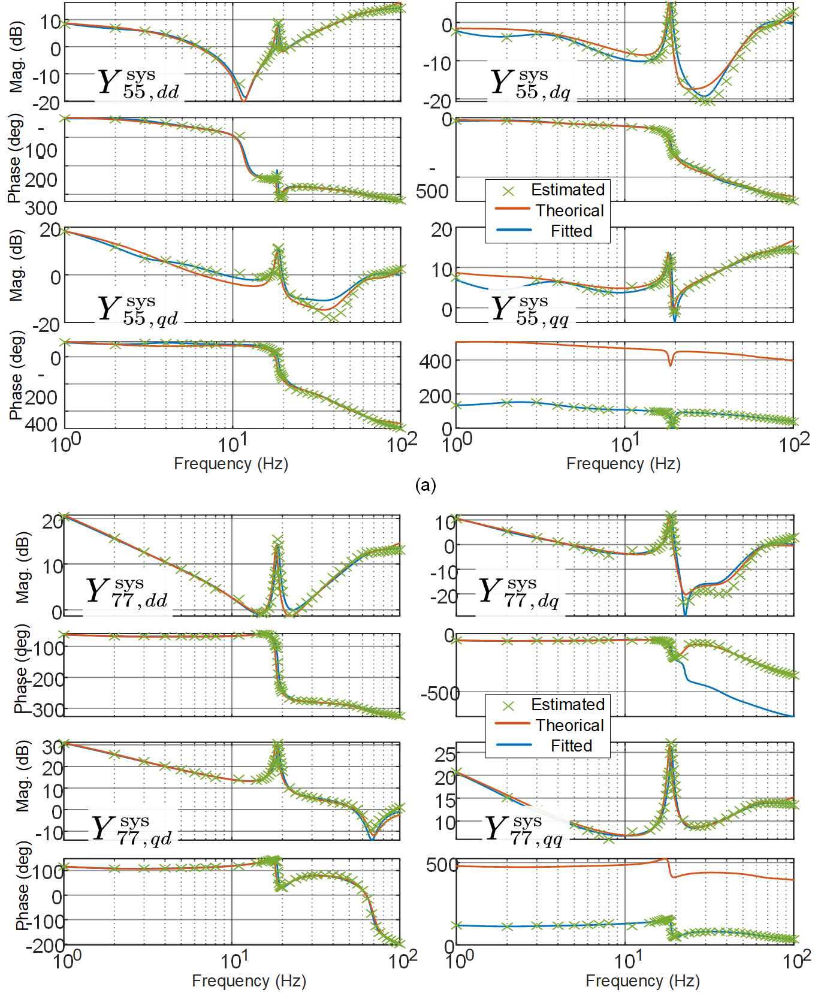 Mag. (dB)
10
0
-10
-20
Y sys 55,dd
0
-10
-20
Y sys 55,dq
Phase (deg)
-
100
-
200
-
300
0
-
500
Estimated
Theorical
Fitted
Mag. (dB)
20
0
-20
Y sys 55,qd
20
10
0
Y sys 55,qq
Phase (deg)
0
-
200
400
400
200
0
10^0 10^1 10^2
10^0 10^1 10^2
Frequency (Hz)
Frequency (Hz)
(a)
Mag. (dB)
20
10
0
Y sys 77,dd
10
0
-10
-20
Y sys 77,dq
Phase (deg)
-100
-200
-300
0
-500
Estimated
Theorical
Fitted
Mag. (dB)
30
20
10
0
-10
Y sys 77,qd
25
20
15
10
Y sys 77,qq
Phase (deg)
100
0
-100
-200
500
0
10^0 10^1 10^2
10^0 10^1 10^2
Frequency (Hz)
Frequency (Hz)